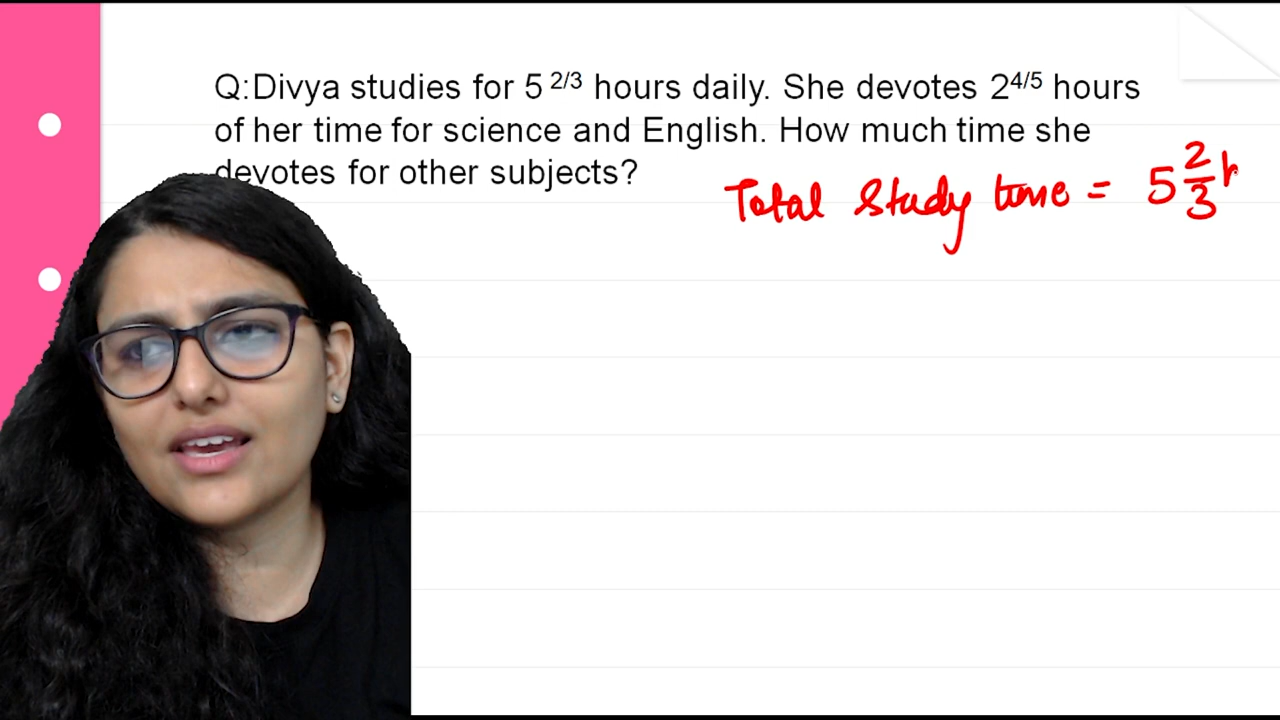 Q:Divya studies for 5 2/3 hours daily. She devotes 2 4/5 hours
of her time for science and English. How much time she
devotes for other subjects?
Total Study time = 5 2/3 h